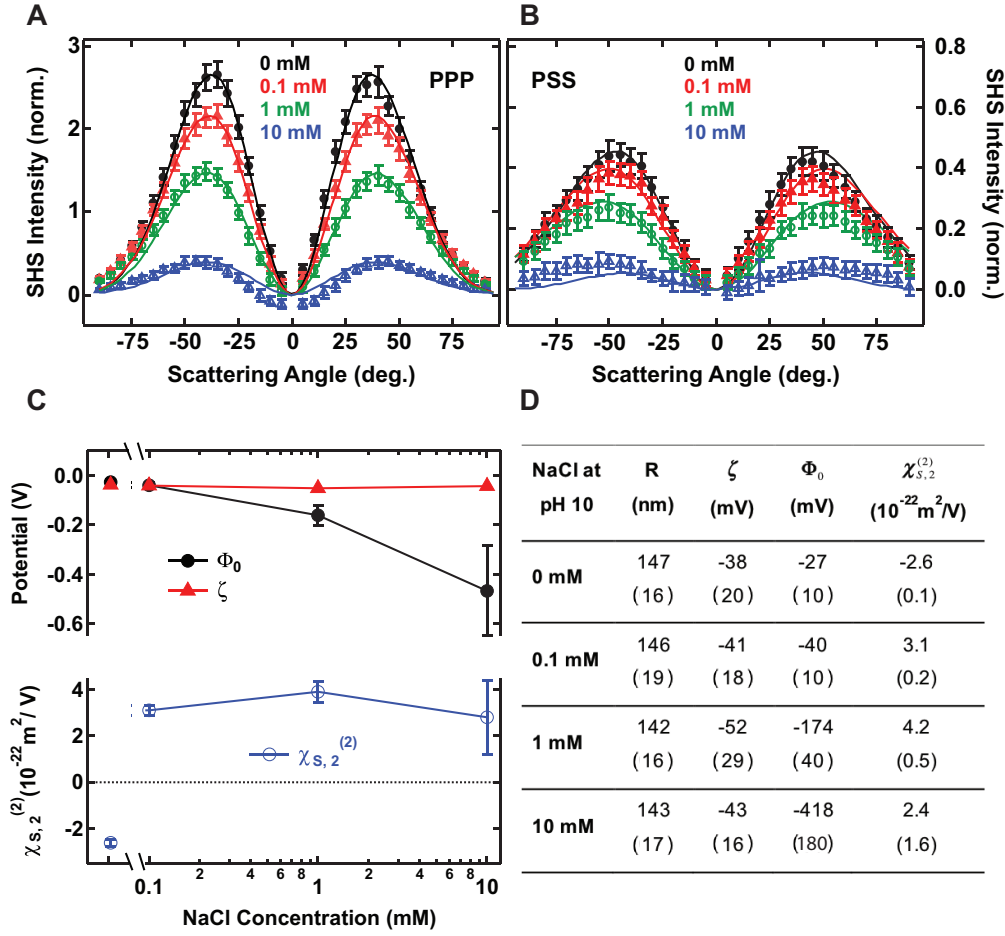 A
B
3
2
1
0
SHS Intensity (norm.)
0 mM
0.1 mM
1 mM
10 mM
PPP
-75 -50 -25 0 25 50 75
Scattering Angle (deg.)
PSS
0 mM
0.1 mM
1 mM
10 mM
0.8
0.6
0.4
0.2
0.0
SHS Intensity (norm.)
-75 -50 -25 0 25 50 75
Scattering Angle (deg.)
C
0.0
-0.2
-0.4
-0.6
Potential (V)
Φ₀
ζ
4
2
0
-2
χ_S, 2^(2) (10^-22 m^2/ V)
χ_S, 2^(2)
0.1 2 4 6 8 1 2 4 6 8 10
NaCl Concentration (mM)
D
NaCl at pH 10 R (nm) ζ (mV) Φ₀ (mV) χ_S,2^(2) (10^-22 m^2/V)
0 mM 147 -38 -27 -2.6
(16) (20) (10) (0.1)
0.1 mM 146 -41 -40 3.1
(19) (18) (10) (0.2)
1 mM 142 -52 -174 4.2
(16) (29) (40) (0.5)
10 mM 143 -43 -418 2.4
(17) (16) (180) (1.6)